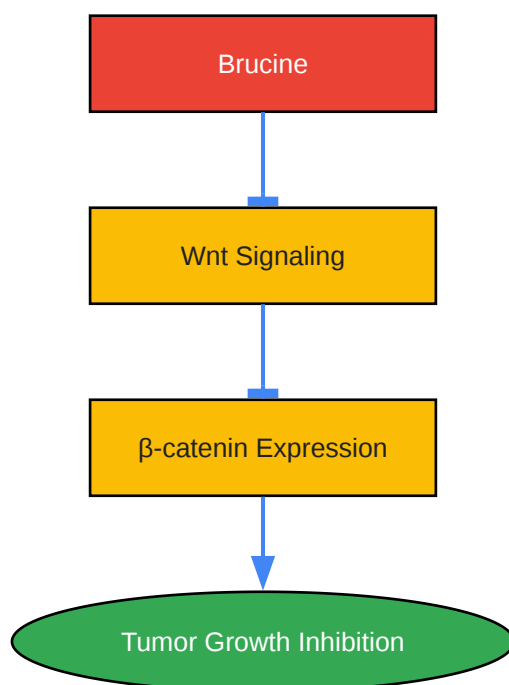 Brucine
Wnt Signaling
β-catenin Expression
Tumor Growth Inhibition